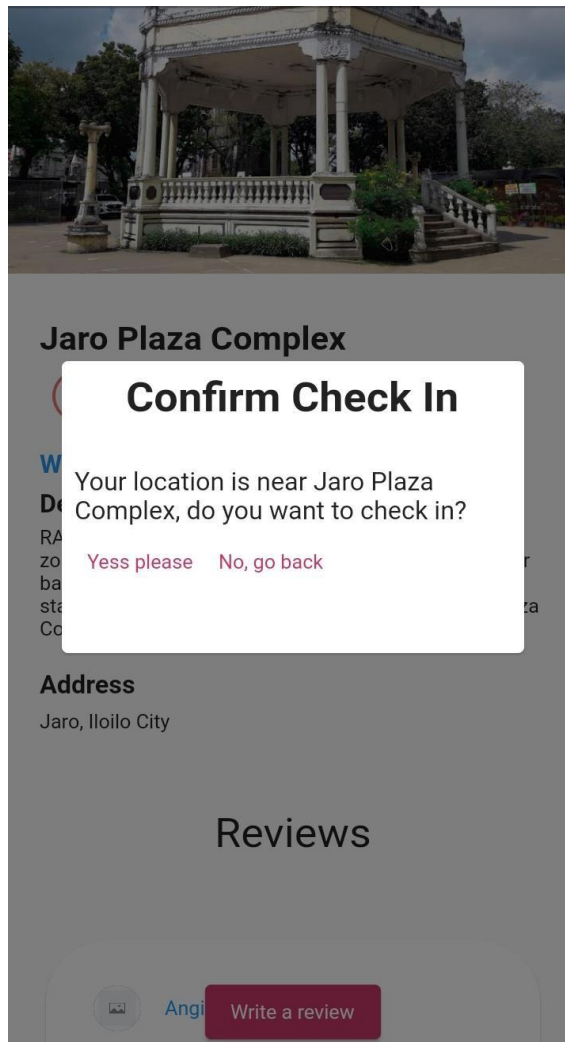 Jaro Plaza Complex
Confirm Check In
Your location is near Jaro Plaza
Complex, do you want to check in?
Yess please No, go back
Address
Jaro, Iloilo City
Reviews
Angi
Write a review